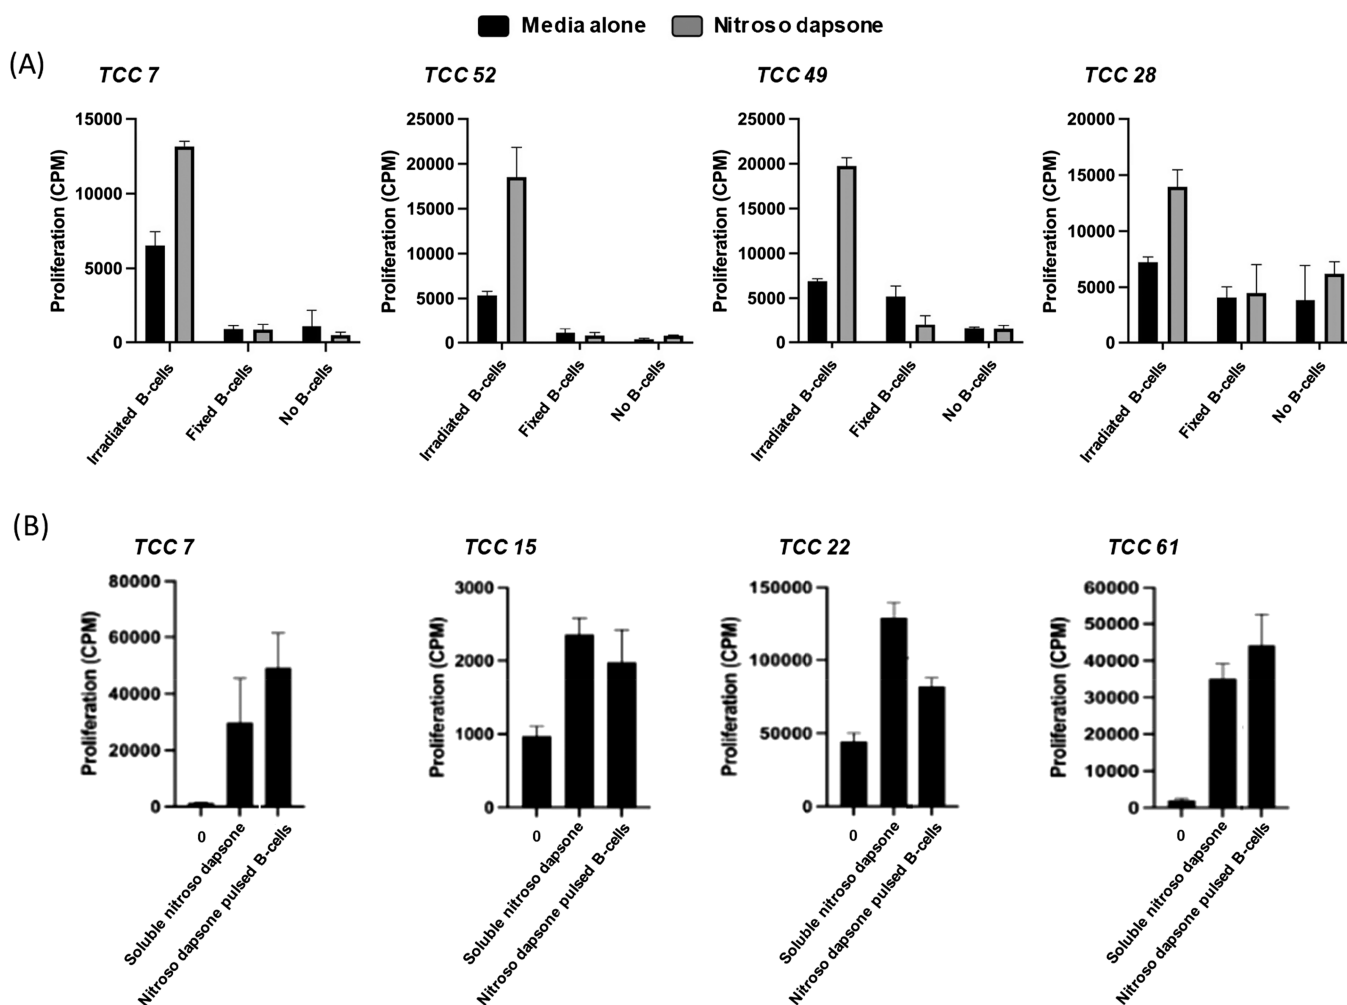 Media alone Nitroso dapsone
(A)
TCC 7
Proliferation (CPM)
15000
10000
5000
0
Irradiated B-cells
Fixed B-cells
No B-cells
TCC 52
Proliferation (CPM)
25000
20000
15000
10000
5000
0
Irradiated B-cells
Fixed B-cells
No B-cells
TCC 49
Proliferation (CPM)
25000
20000
15000
10000
5000
0
Irradiated B-cells
Fixed B-cells
No B-cells
TCC 28
Proliferation (CPM)
20000
15000
10000
5000
0
Irradiated B-cells
Fixed B-cells
No B-cells
(B)
TCC 7
Proliferation (CPM)
80000
60000
40000
20000
0
0
Soluble nitroso dapsone
Nitroso dapsone pulsed B-cells
TCC 15
Proliferation (CPM)
3000
2000
1000
0
0
Soluble nitroso dapsone
Nitroso dapsone pulsed B-cells
TCC 22
Proliferation (CPM)
150000
100000
50000
0
0
Soluble nitroso dapsone
Nitroso dapsone pulsed B-cells
TCC 61
Proliferation (CPM)
60000
50000
40000
30000
20000
10000
0
0
Soluble nitroso dapsone
Nitroso dapsone pulsed B-cells